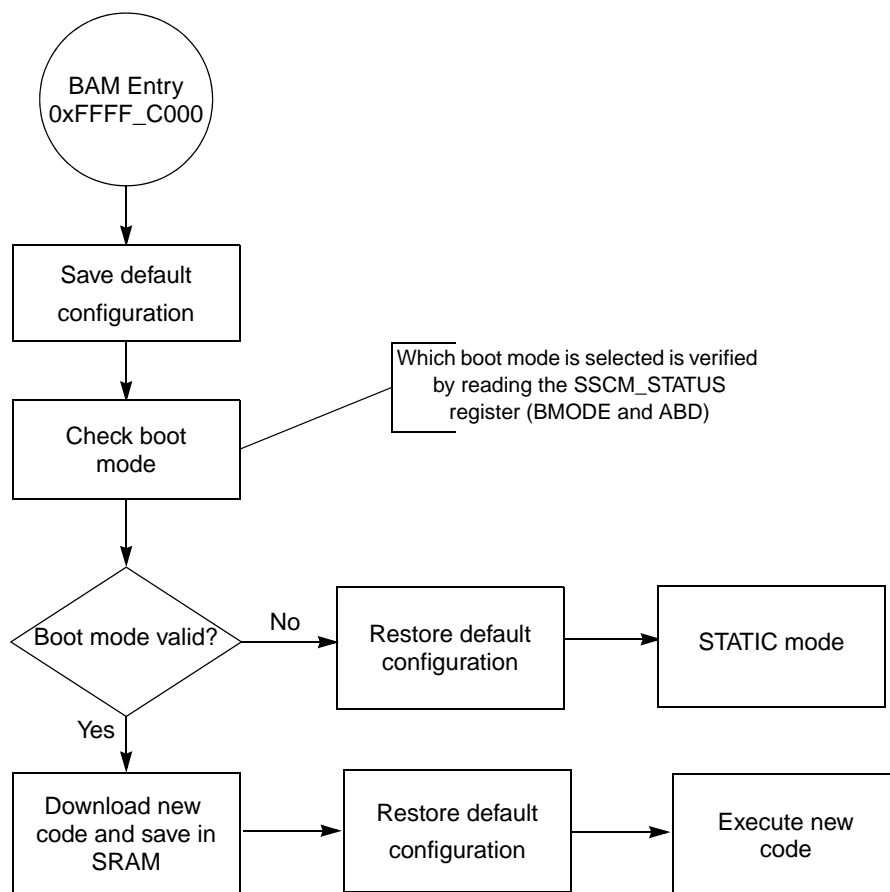 BAM Entry
0xFFFF_C000
Save default
configuration
Which boot mode is selected is verified
by reading the SSCM_STATUS
register (BMODE and ABD)
Check boot
mode
Boot mode valid?
No
Restore default
configuration
STATIC mode
Yes
Download new
code and save in
SRAM
Restore default
configuration
Execute new
code